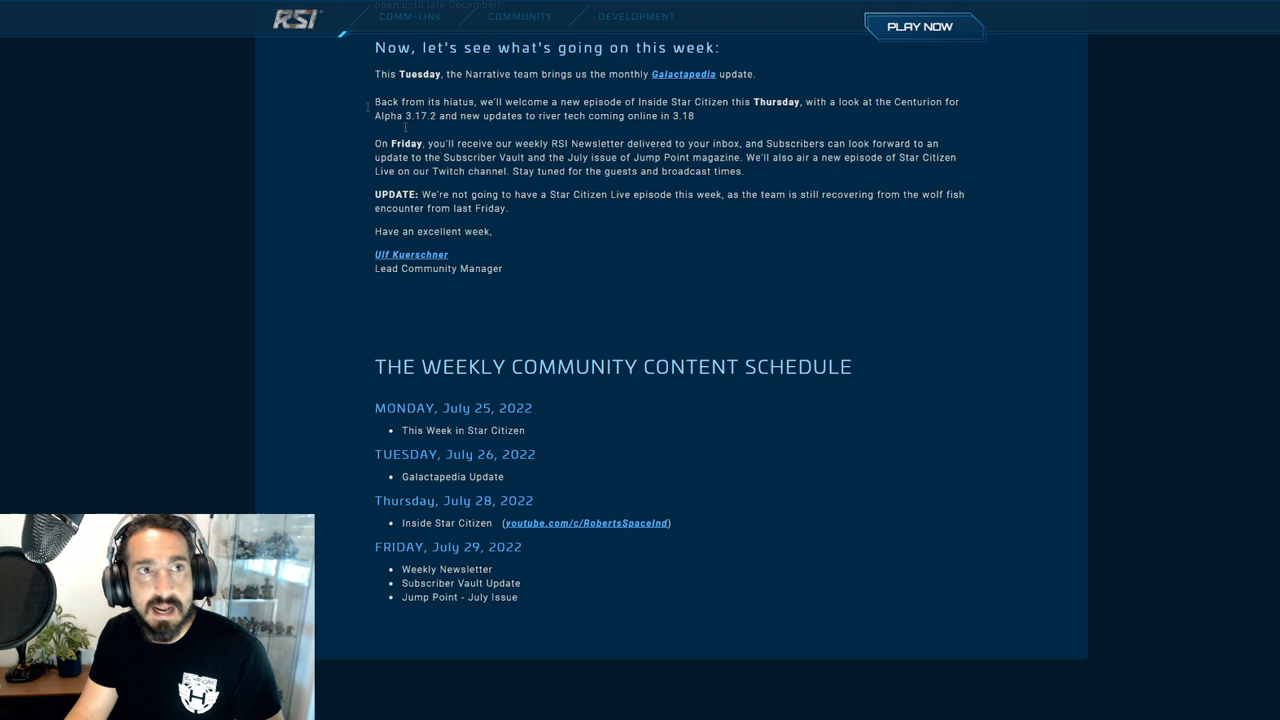 open until late December!
RSI
COMM-LINK
COMMUNITY
DEVELOPMENT
PLAY NOW
Now, let's see what's going on this week:
This Tuesday, the Narrative team brings us the monthly Galactapedia update.
Back from its hiatus, we'll welcome a new episode of Inside Star Citizen this Thursday, with a look at the Centurion for
Alpha 3.17.2 and new updates to river tech coming online in 3.18
On Friday, you'll receive our weekly RSI Newsletter delivered to your inbox, and Subscribers can look forward to an
update to the Subscriber Vault and the July issue of Jump Point magazine. We'll also air a new episode of Star Citizen
Live on our Twitch channel. Stay tuned for the guests and broadcast times.
UPDATE: We're not going to have a Star Citizen Live episode this week, as the team is still recovering from the wolf fish
encounter from last Friday.
Have an excellent week,
Ulf Kuerschner
Lead Community Manager
THE WEEKLY COMMUNITY CONTENT SCHEDULE
MONDAY, July 25, 2022
• This Week in Star Citizen
TUESDAY, July 26, 2022
• Galactapedia Update
Thursday, July 28, 2022
• Inside Star Citizen (youtube.com/c/RobertsSpaceInd)
FRIDAY, July 29, 2022
• Weekly Newsletter
• Subscriber Vault Update
• Jump Point - July Issue